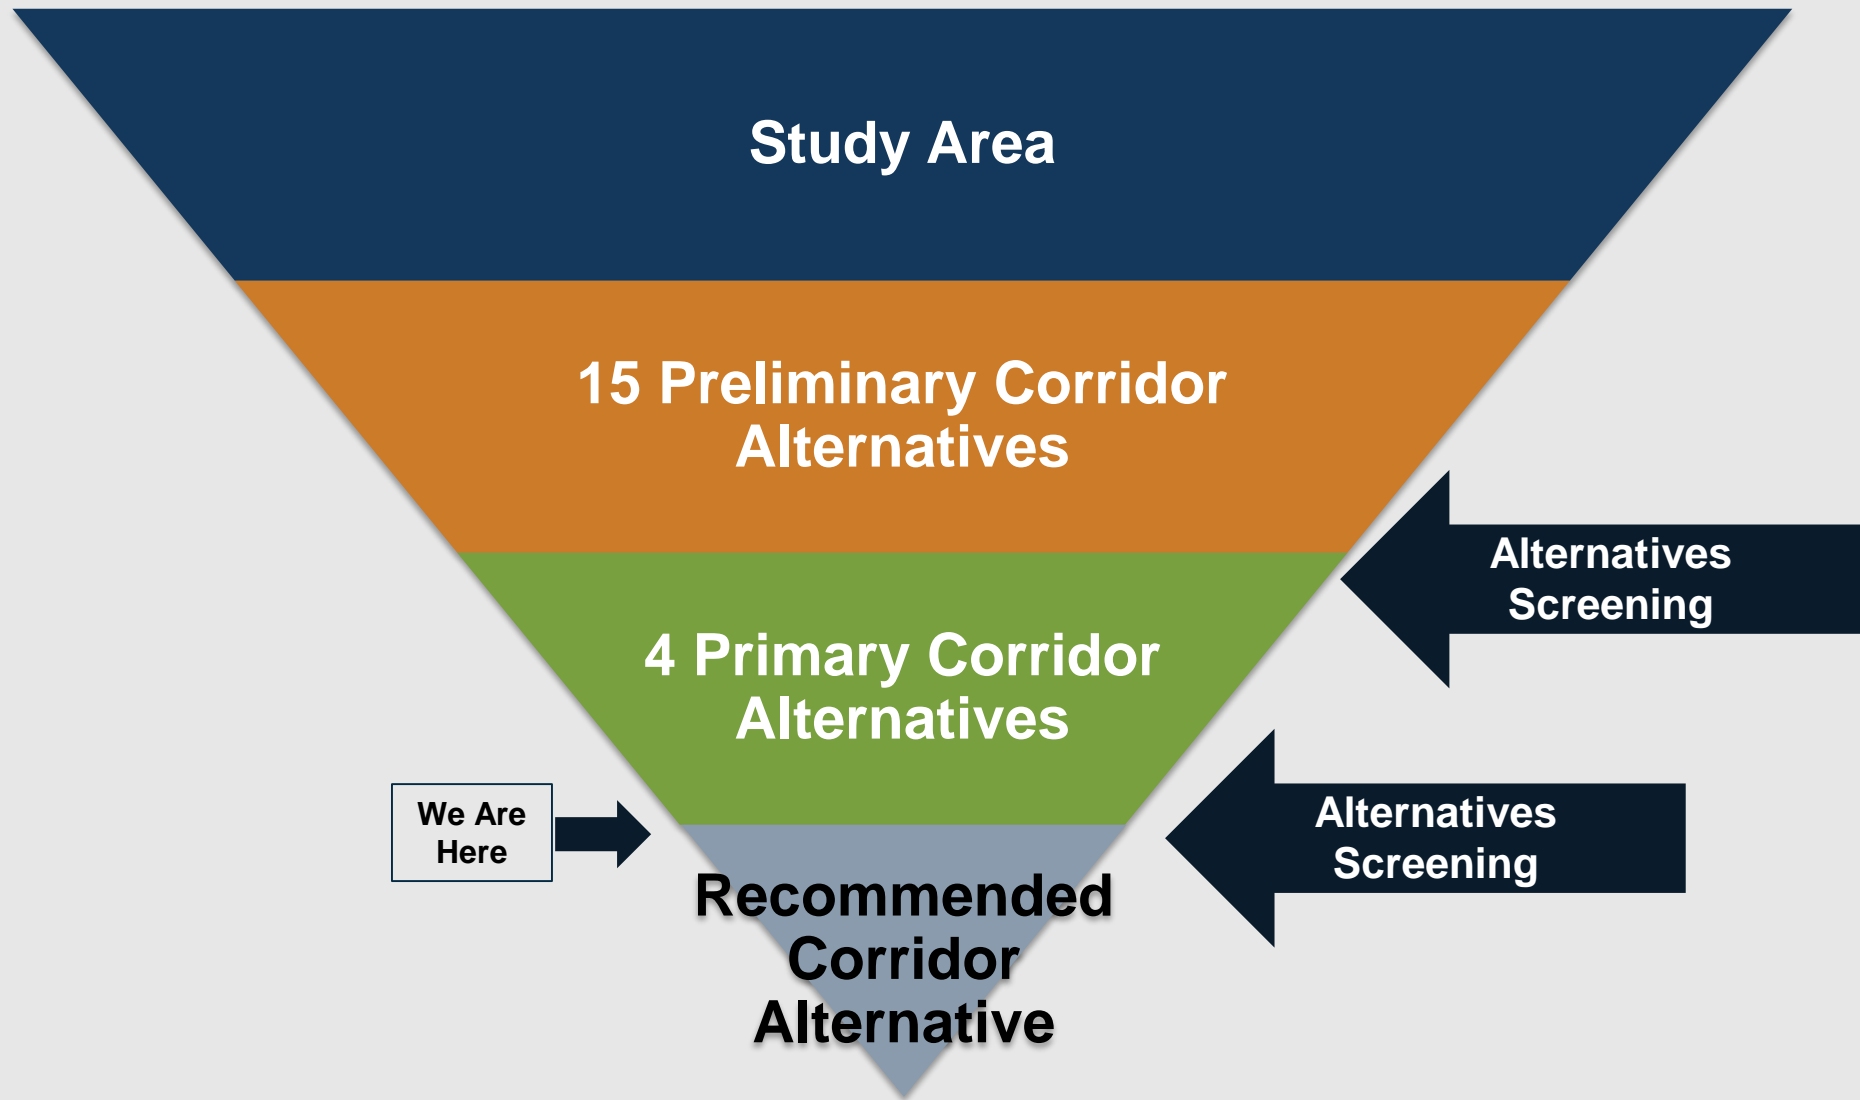 Study Area
15 Preliminary Corridor
Alternatives
Alternatives
Screening
4 Primary Corridor
Alternatives
We Are
Here
Alternatives
Screening
Recommended
Corridor
Alternative